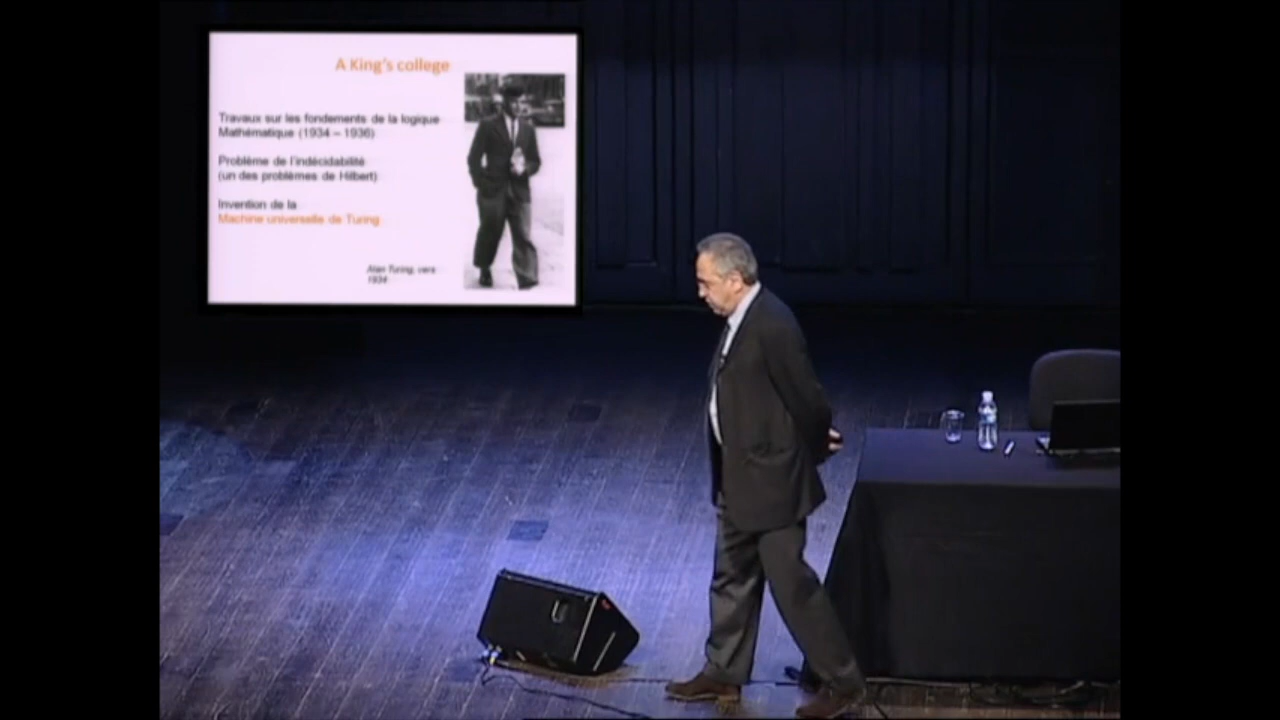 A King's college
Travaux sur les fondements de la logique
Mathématique (1934 – 1936)
Problème de l'indécidabilité
(un des problèmes de Hilbert)
Invention de la
Machine universelle de Turing
Alan Turing, vers
1934